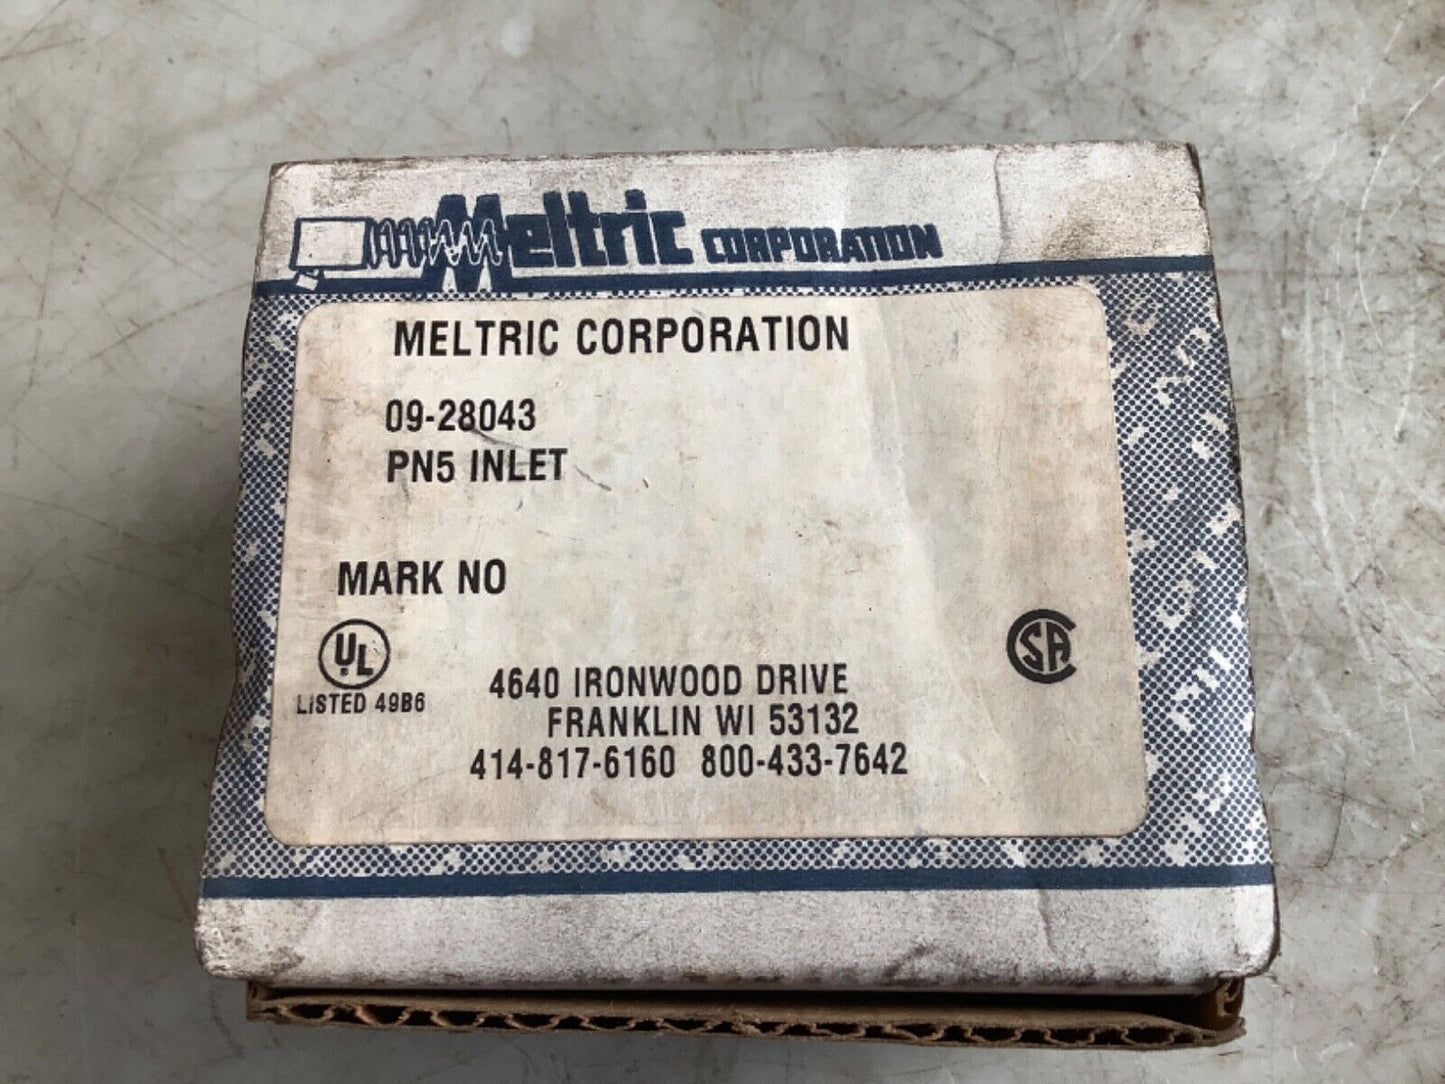 Meltric CORPORATION
MELTRIC CORPORATION
09-28043
PN5 INLET
MARK NO
UL
LISTED 49B6
CSA
4640 IRONWOOD DRIVE
FRANKLIN WI 53132
414-817-6160 800-433-7642